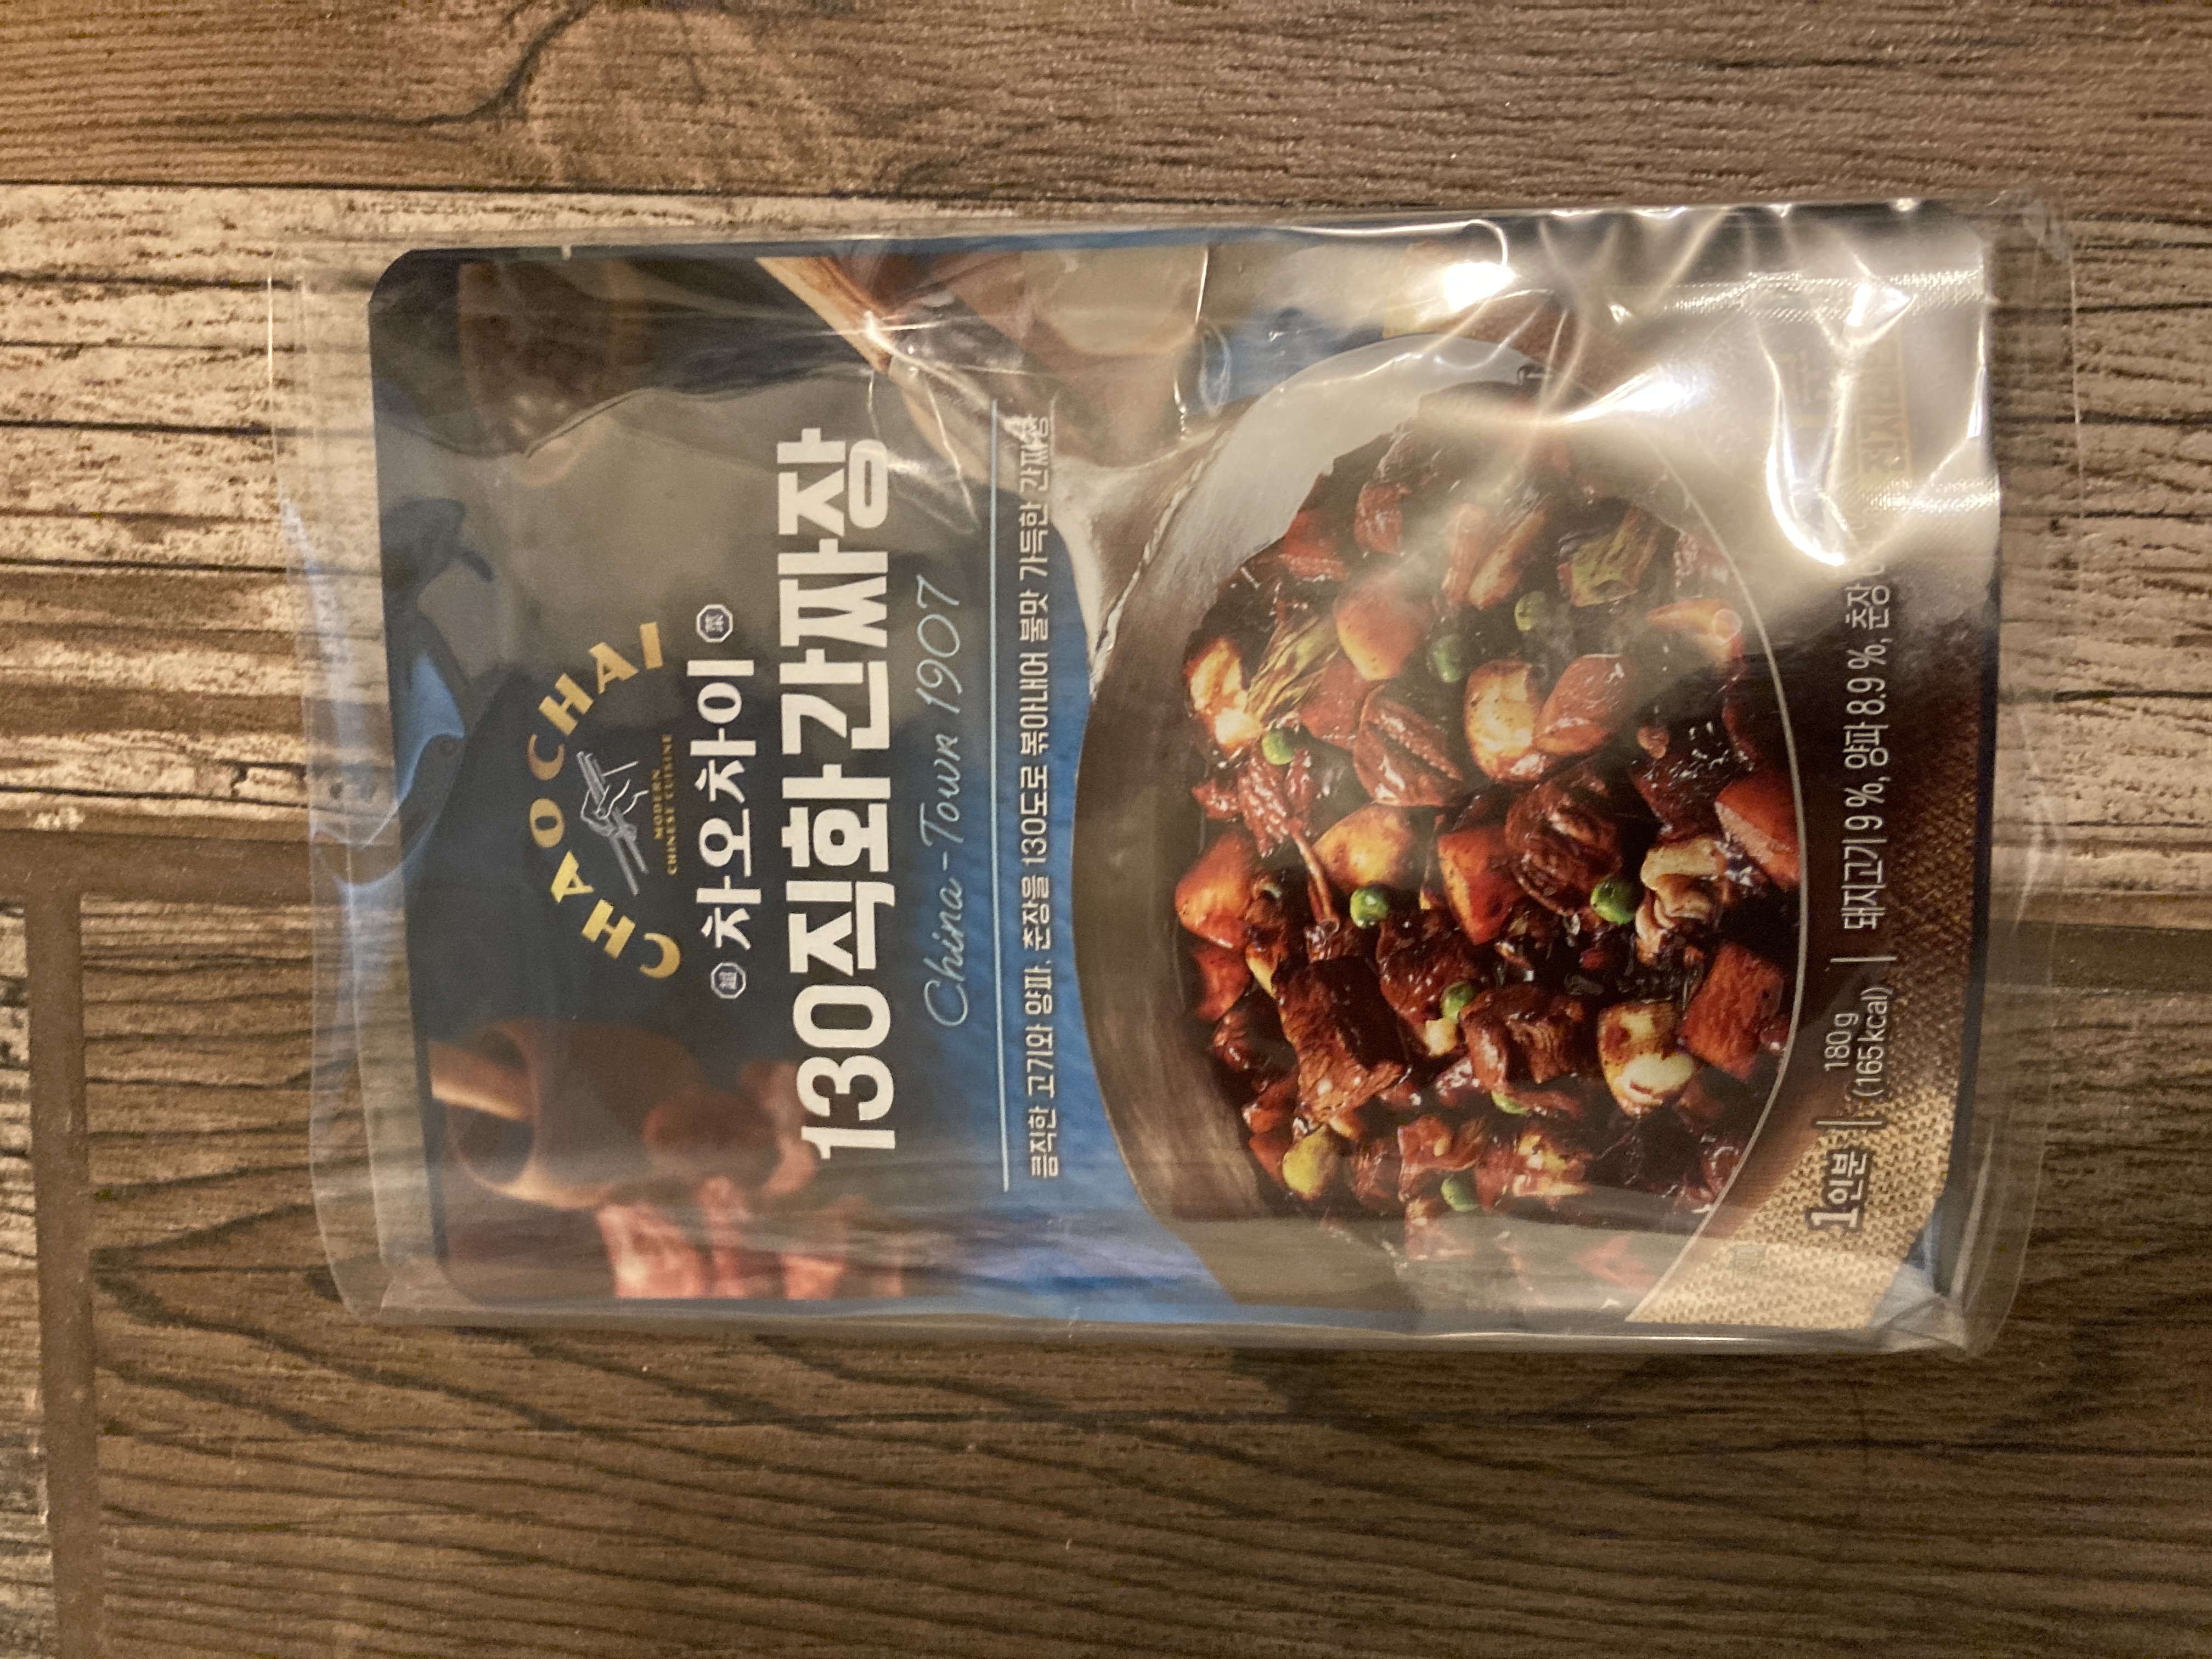 CHAOCHAI
MODERN
CHINESE CUISINE
차오차이
130직화간짜장
China-Town 1907
큼직한 고기와 양파, 춘장을 130도로 볶아내어 불맛 가득한 간짜장
1인분 | 180g (165kcal) | 돼지고기 9 %, 양파 8.9 %, 춘장